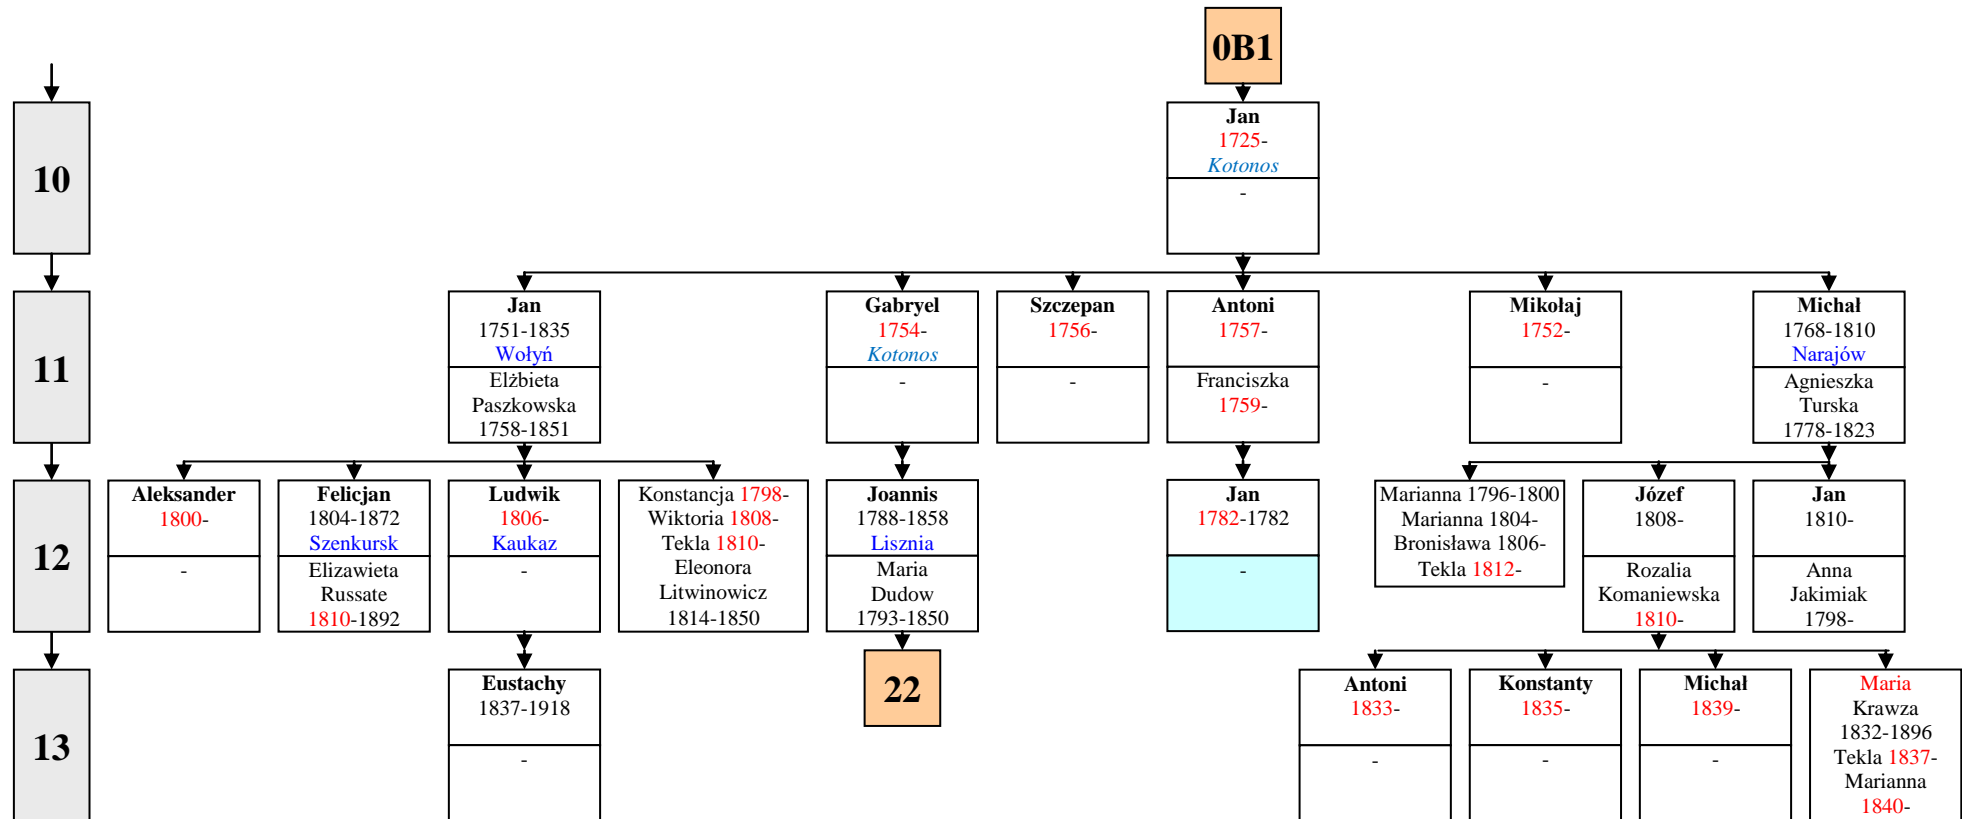 0B1
10
Jan
1725-
Kotonos
-
11
Jan
1751-1835
Wołyń
Elżbieta
Paszkowska
1758-1851
Gabryel
1754-
Kotonos
-
Szczepan
1756-
-
Antoni
1757-
Franciszka
1759-
Mikołaj
1752-
-
Michał
1768-1810
Narajów
Agnieszka
Turska
1778-1823
12
Aleksander
1800-
-
Felicjan
1804-1872
Szenkursk
Elizawieta
Russate
1810-1892
Ludwik
1806-
Kaukaz
-
Konstancja 1798-
Wiktoria 1808-
Tekla 1810-
Eleonora
Litwinowicz
1814-1850
Joannis
1788-1858
Lisznia
Maria
Dudow
1793-1850
Jan
1782-1782
-
Marianna 1796-1800
Marianna 1804-
Bronisława 1806-
Tekla 1812-
Józef
1808-
Rozalia
Komaniewska
1810-
Jan
1810-
Anna
Jakimiak
1798-
13
Eustachy
1837-1918
-
22
Antoni
1833-
-
Konstanty
1835-
-
Michał
1839-
-
Maria
Krawza
1832-1896
Tekla 1837-
Marianna
1840-